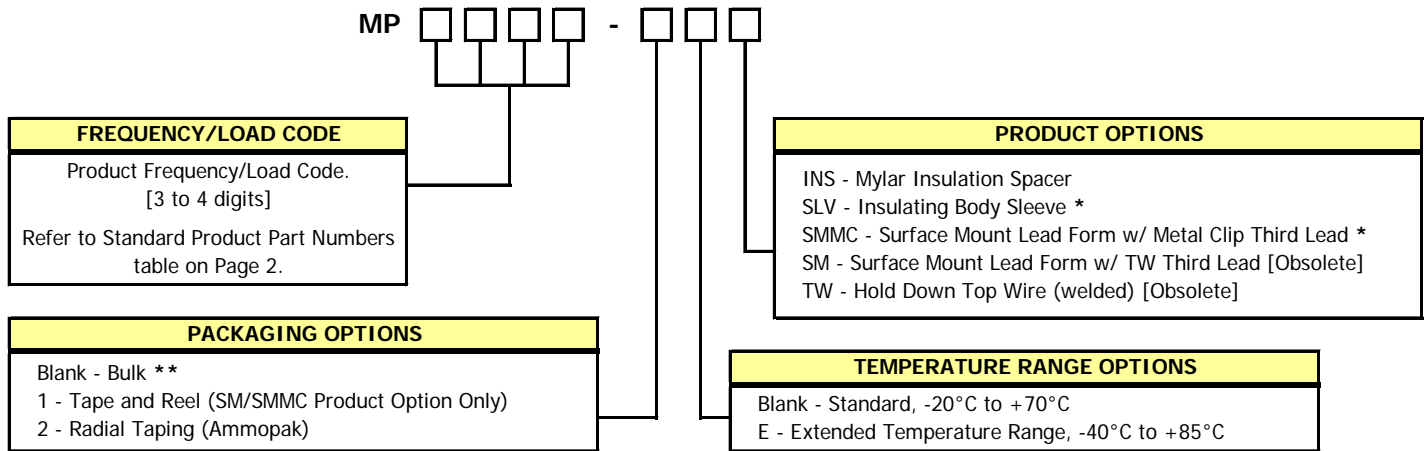 MP -
FREQUENCY/LOAD CODE
Product Frequency/Load Code.
[3 to 4 digits]
Refer to Standard Product Part Numbers
table on Page 2.
PRODUCT OPTIONS
INS - Mylar Insulation Spacer
SLV - Insulating Body Sleeve *
SMMC - Surface Mount Lead Form w/ Metal Clip Third Lead *
SM - Surface Mount Lead Form w/ TW Third Lead [Obsolete]
TW - Hold Down Top Wire (welded) [Obsolete]
PACKAGING OPTIONS
Blank - Bulk **
1 - Tape and Reel (SM/SMMC Product Option Only)
2 - Radial Taping (Ammopak)
TEMPERATURE RANGE OPTIONS
Blank - Standard, -20°C to +70°C
E - Extended Temperature Range, -40°C to +85°C